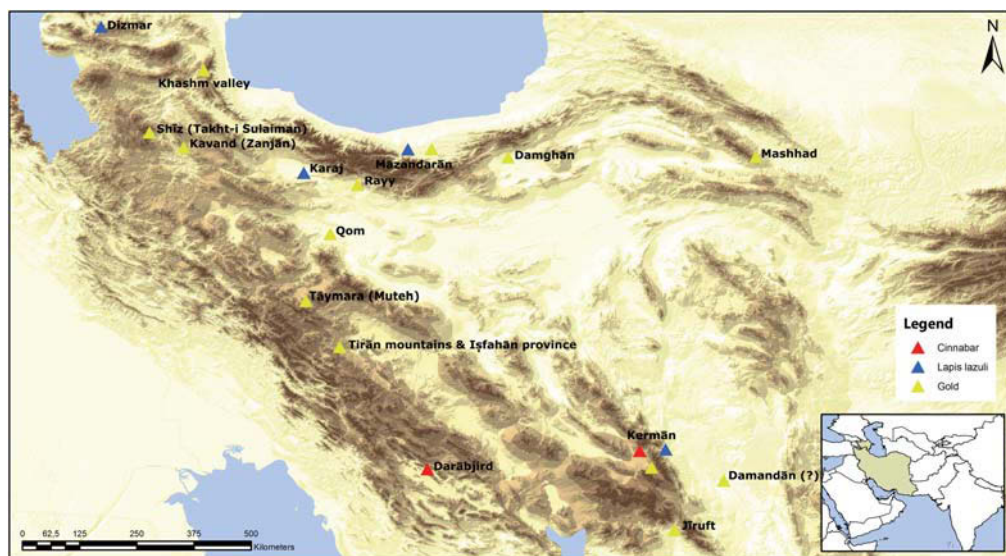 Dizmar
N
Khashm valley
Shīz (Takht-i Sulaiman)
Kavand (Zanjān)
Karaj
Māzandarān
Rayy
Damghān
Mashhad
Qom
Tāymara (Muteh)
Tirān mountains & Iṣfahān province
Legend
Cinnabar
Lapis lazuli
Gold
Kermān
Darābjird
Damandān (?)
Jīruft
0 62,5 125 250 375 500
Kilometers